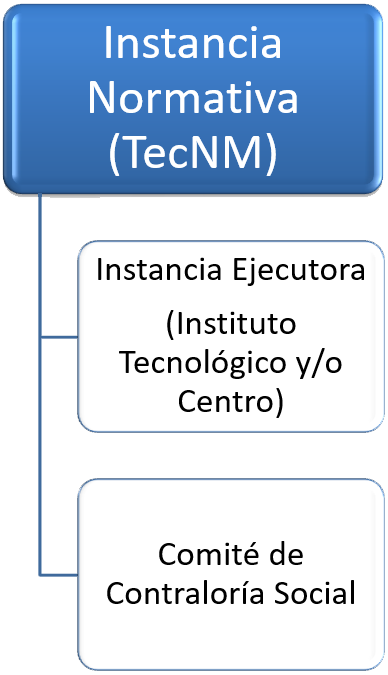 Instancia
Normativa
(TecNM)
Instancia Ejecutora
(Instituto
Tecnológico y/o
Centro)
Comité de
Contraloría Social